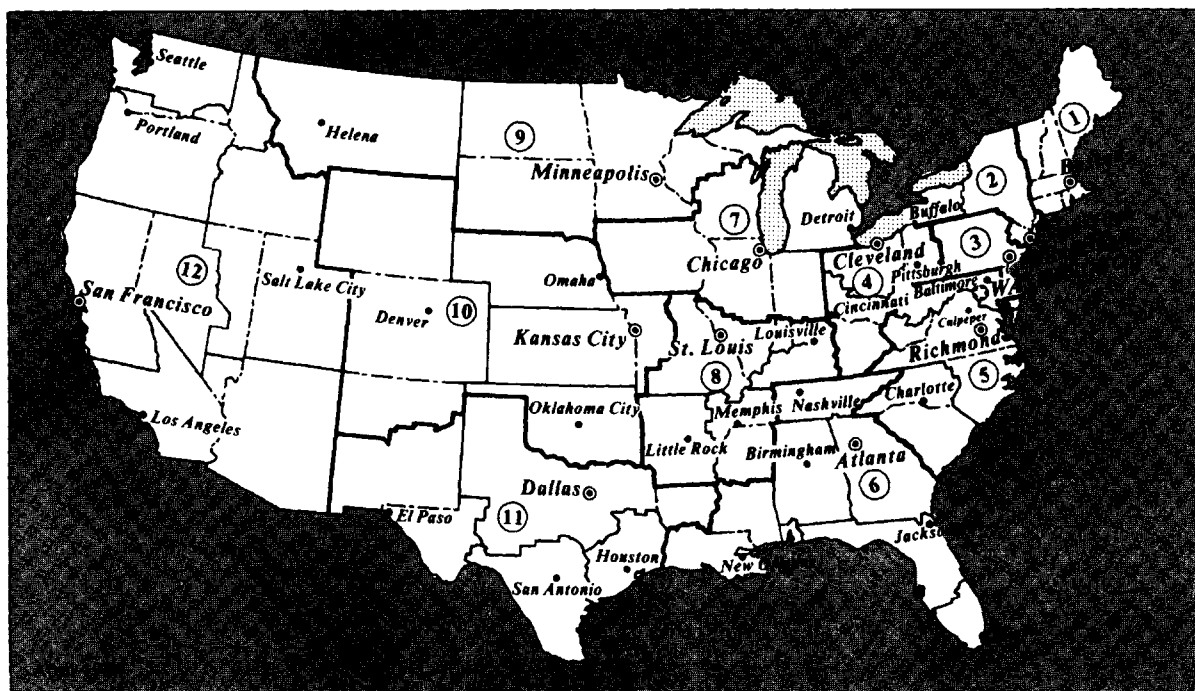 Seattle
Portland
Helena
9
Minneapolis
1
2
Buffalo
7
Detroit
Chicago
Cleveland
3
4
Pittsburgh
Cincinnati
Baltimore
12
Salt Lake City
San Francisco
Denver
10
Omaha
Kansas City
St. Louis
8
Louisville
Culpeper
Richmond
5
Charlotte
Los Angeles
Oklahoma City
Memphis
Nashville
Little Rock
Birmingham
Atlanta
6
Dallas
11
El Paso
Houston
San Antonio
New